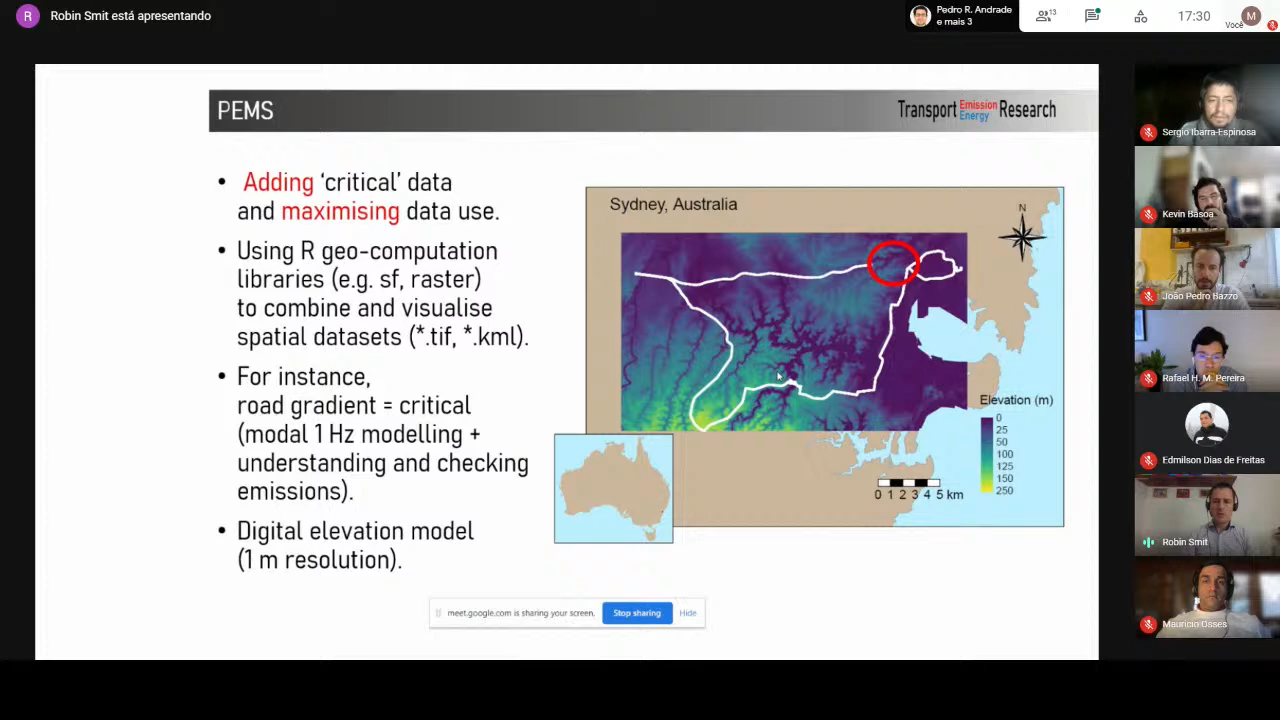 R Robin Smit está apresentando
Pedro R. Andrade
e mais 3
13
17:30
Você
M
PEMS
Transport Emission Energy Research
• Adding ‘critical’ data
and maximising data use.
• Using R geo-computation
libraries (e.g. sf, raster)
to combine and visualise
spatial datasets (*.tif, *.kml).
• For instance,
road gradient = critical
(modal 1 Hz modelling +
understanding and checking
emissions).
• Digital elevation model
(1 m resolution).
Sydney, Australia
N
Elevation (m)
0
25
50
100
125
150
250
0 1 2 3 4 5 km
meet.google.com is sharing your screen. Stop sharing Hide
Sergio Ibarra-Espinosa
Kevin Basoa
João Pedro Bazzo
Rafael H. M. Pereira
Edmilson Dias de Freitas
Robin Smit
Mauricio Osses